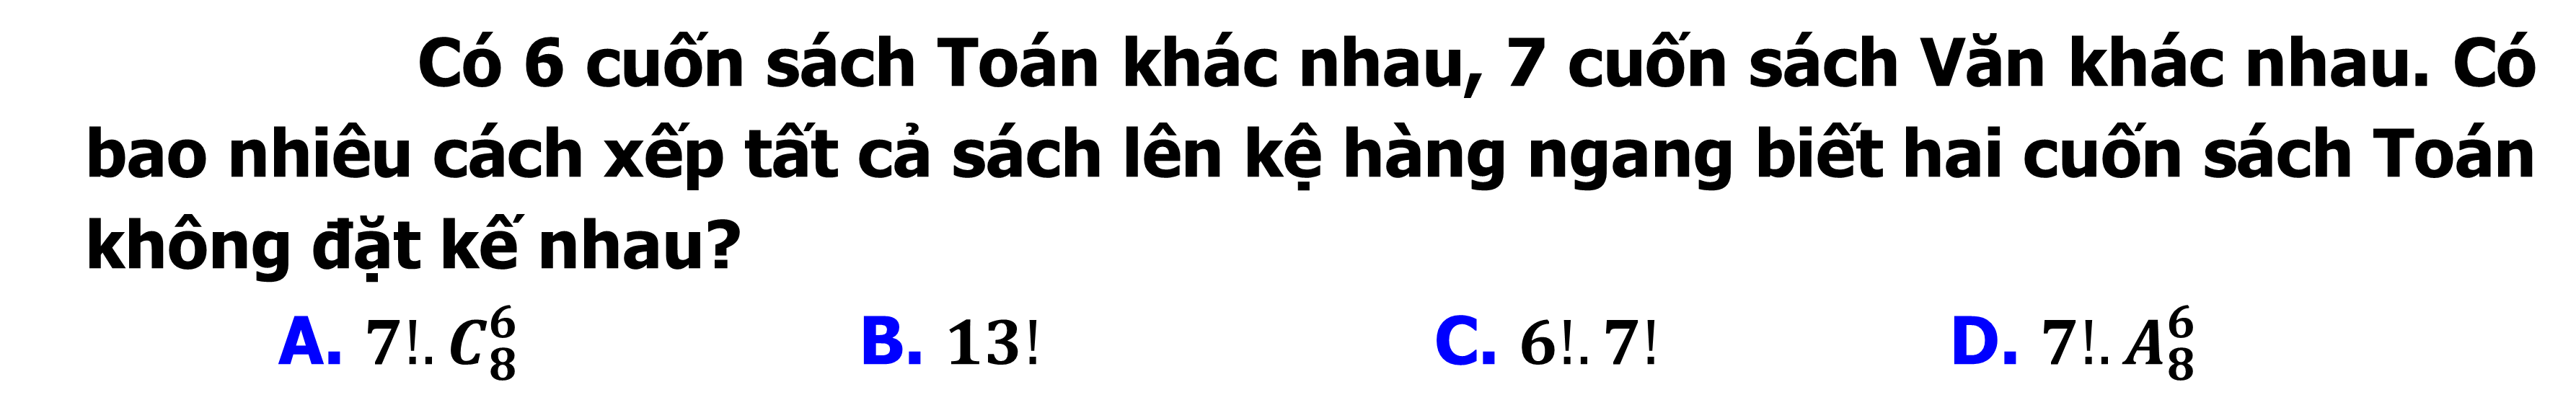 Có 6 cuốn sách Toán khác nhau, 7 cuốn sách Văn khác nhau. Có
bao nhiêu cách xếp tất cả sách lên kệ hàng ngang biết hai cuốn sách Toán
không đặt kế nhau?
A. 7!. C₈⁶ B. 13! C. 6!. 7! D. 7!. A₈⁶